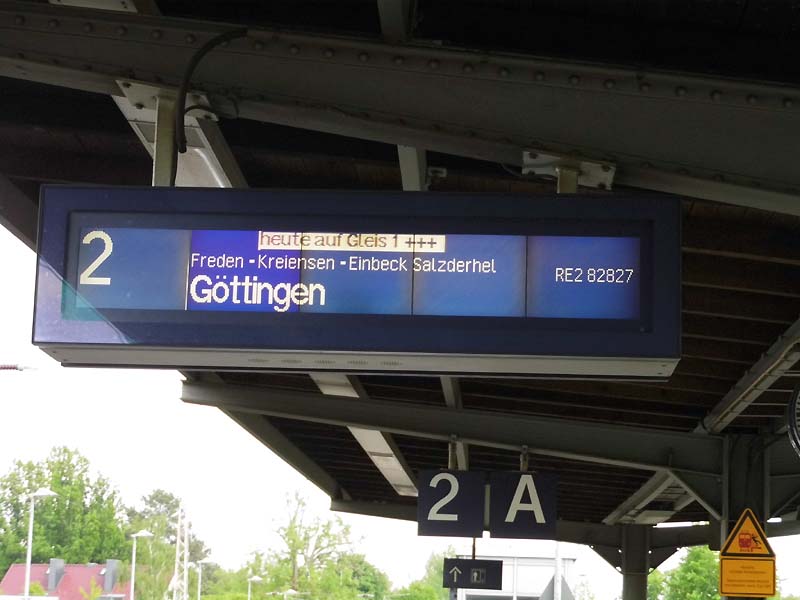 heute auf Gleis 1 +++
2
Freden - Kreiensen - Einbeck Salzderhel
RE2 82827
Göttingen
2 A